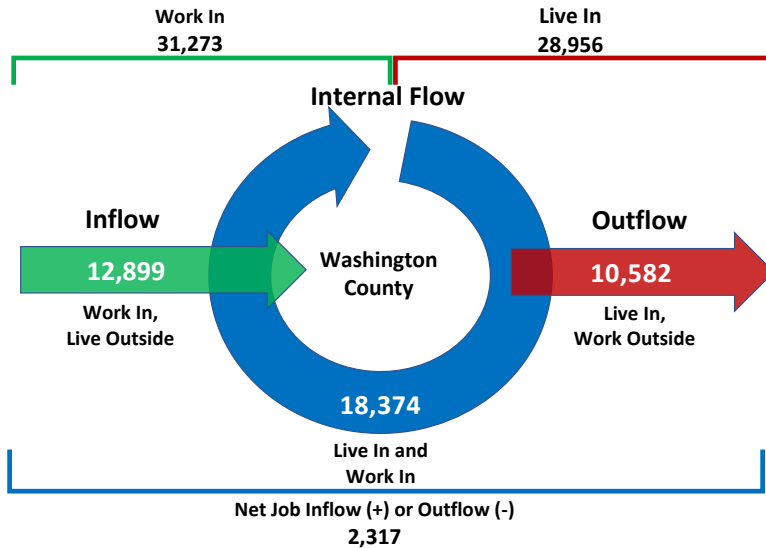 Work In
31,273
Live In
28,956
Internal Flow
Inflow
12,899
Work In,
Live Outside
Washington
County
Outflow
10,582
Live In,
Work Outside
18,374
Live In and
Work In
Net Job Inflow (+) or Outflow (-)
2,317